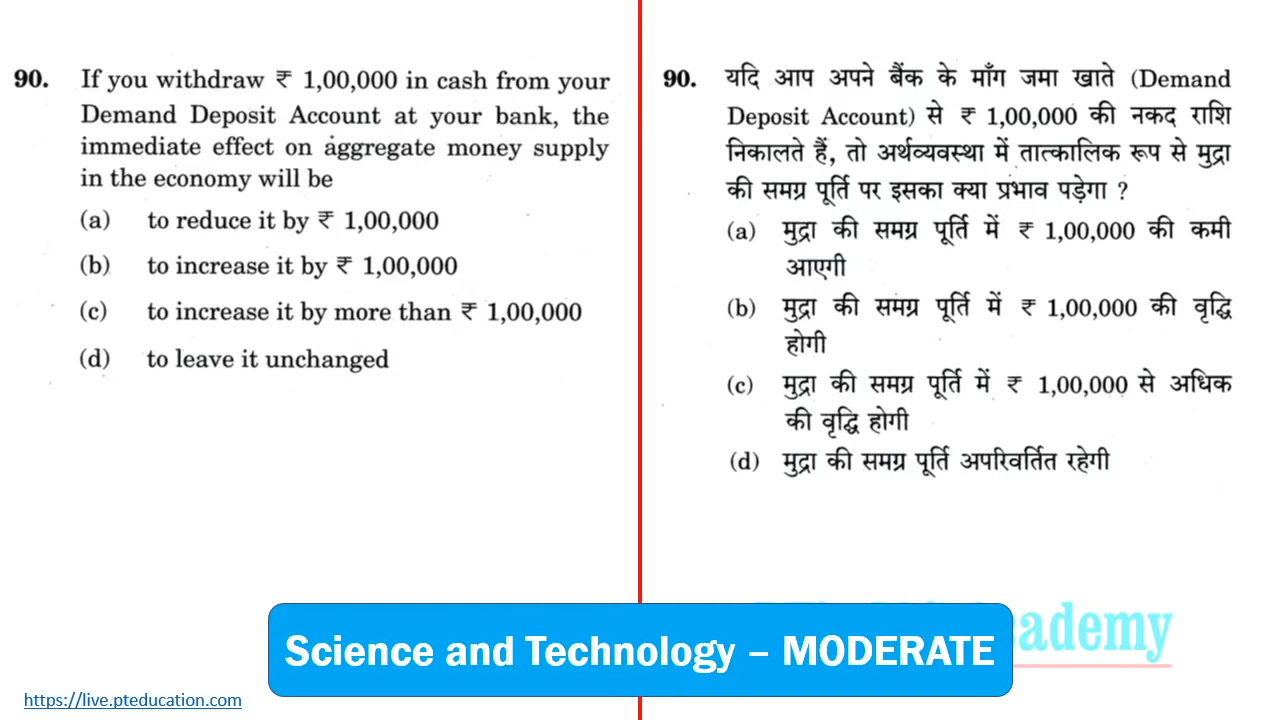 90. If you withdraw ₹ 1,00,000 in cash from your
Demand Deposit Account at your bank, the
immediate effect on aggregate money supply
in the economy will be
(a) to reduce it by ₹ 1,00,000
(b) to increase it by ₹ 1,00,000
(c) to increase it by more than ₹ 1,00,000
(d) to leave it unchanged
90. यदि आप अपने बैंक के माँग जमा खाते (Demand
Deposit Account) से ₹ 1,00,000 की नकद राशि
निकालते हैं, तो अर्थव्यवस्था में तात्कालिक रूप से मुद्रा
की समग्र पूर्ति पर इसका क्या प्रभाव पड़ेगा ?
(a) मुद्रा की समग्र पूर्ति में ₹ 1,00,000 की कमी
आएगी
(b) मुद्रा की समग्र पूर्ति में ₹ 1,00,000 की वृद्धि
होगी
(c) मुद्रा की समग्र पूर्ति में ₹ 1,00,000 से अधिक
की वृद्धि होगी
(d) मुद्रा की समग्र पूर्ति अपरिवर्तित रहेगी
Science and Technology – MODERATE
https://live.pteducation.com